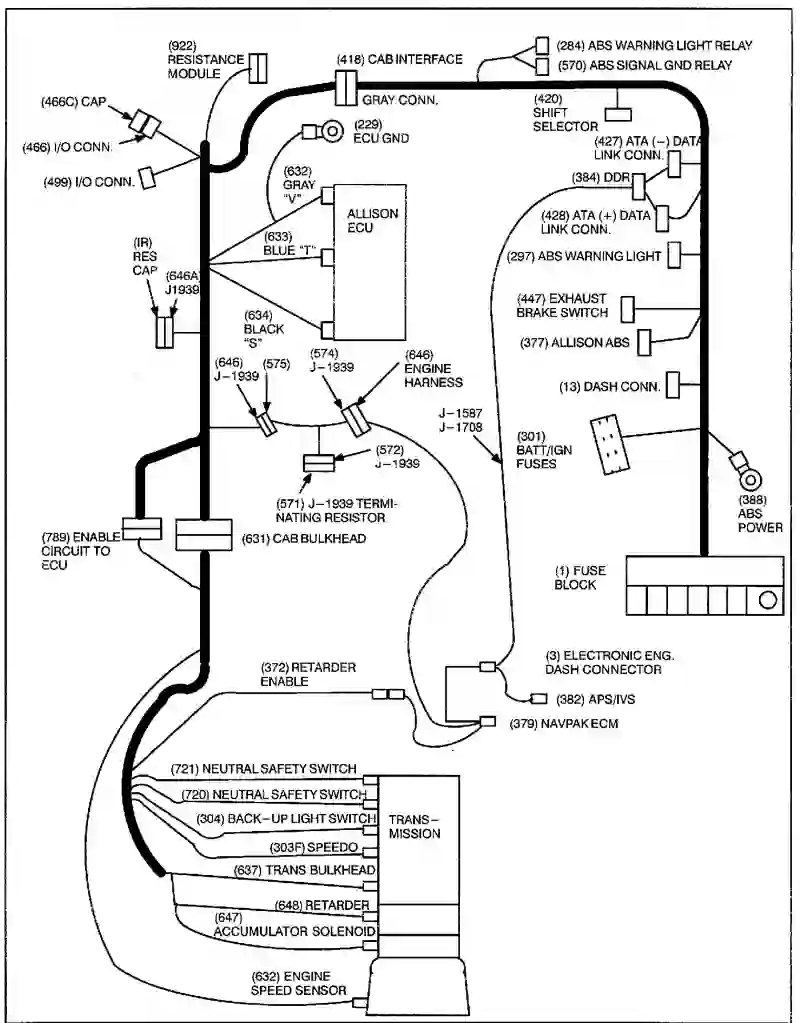 (922)
RESISTANCE
MODULE
(418) CAB INTERFACE
GRAY CONN.
(284) ABS WARNING LIGHT RELAY
(570) ABS SIGNAL GND RELAY
(466C) CAP
(466) I/O CONN.
(499) I/O CONN.
(229)
ECU GND
(420)
SHIFT
SELECTOR
(427) ATA (−) DATA
LINK CONN.
(384) DDR
(428) ATA (+) DATA
LINK CONN.
(632)
GRAY
"V"
ALLISON
ECU
(633)
BLUE "T"
(297) ABS WARNING LIGHT
(IR)
RES
CAP
(646A)
J1939
(634)
BLACK
"S"
(447) EXHAUST
BRAKE SWITCH
(377) ALLISON ABS
(646)
J−1939
(575)
(574)
J−1939
(646)
ENGINE
HARNESS
(13) DASH CONN.
J−1587
J−1708
(301)
BATT/IGN
FUSES
(572)
J−1939
(571) J−1939 TERMI-
NATING RESISTOR
(388)
ABS
POWER
(789) ENABLE
CIRCUIT TO
ECU
(631) CAB BULKHEAD
(1) FUSE
BLOCK
(372) RETARDER
ENABLE
(3) ELECTRONIC ENG.
DASH CONNECTOR
(382) APS/IVS
(379) NAVPAK ECM
(721) NEUTRAL SAFETY SWITCH
(720) NEUTRAL SAFETY SWITCH
(304) BACK−UP LIGHT SWITCH
(303F) SPEEDO
(637) TRANS BULKHEAD
TRANS−
MISSION
(648) RETARDER
(647)
ACCUMULATOR SOLENOID
(632) ENGINE
SPEED SENSOR